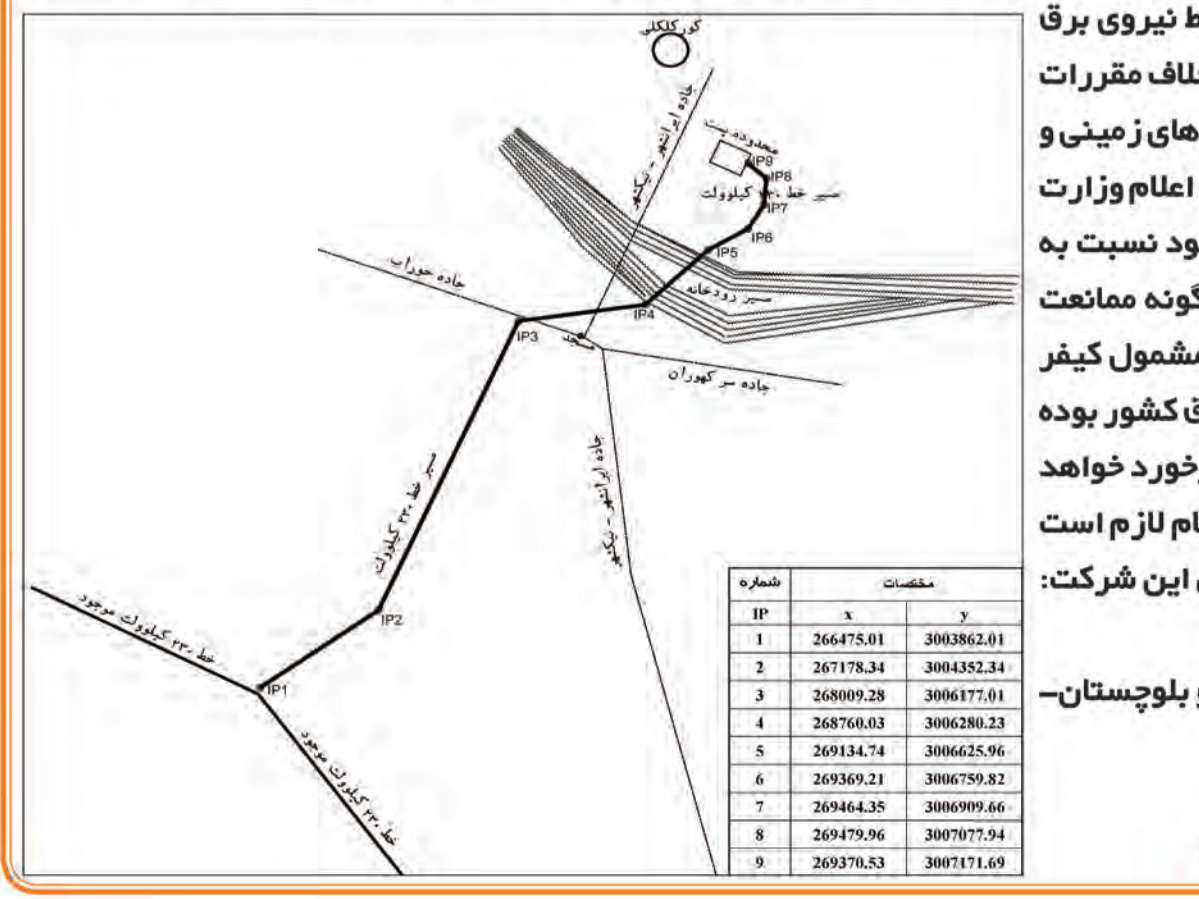 ط نیروی برق
لاف مقررات
های زمینی و
اعلام وزارت
ود نسبت به
گونه ممانعت
مشمول کیفر
ق کشور بوده
رخورد خواهد
ام لازم است
این شرکت:
بلوچستان–
گورکلکلی
جاده ایرانشهر - نیکشهر
محدوده پست
IP9
IP8
مسیر خط ۲۳۰ کیلوولت
IP7
IP6
IP5
مسیر رودخانه
IP4
جاده حوراب
IP3
مسجد
جاده سر کهوران
جاده ایرانشهر - نیکشهر
مسیر خط ۲۳۰ کیلوولت
IP2
خط ۲۳۰ کیلوولت موجود
IP1
خط ۲۳۰ کیلوولت موجود
شماره مختصات
IP x y
1 266475.01 3003862.01
2 267178.34 3004352.34
3 268009.28 3006177.01
4 268760.03 3006280.23
5 269134.74 3006625.96
6 269369.21 3006759.82
7 269464.35 3006909.66
8 269479.96 3007077.94
9 269370.53 3007171.69